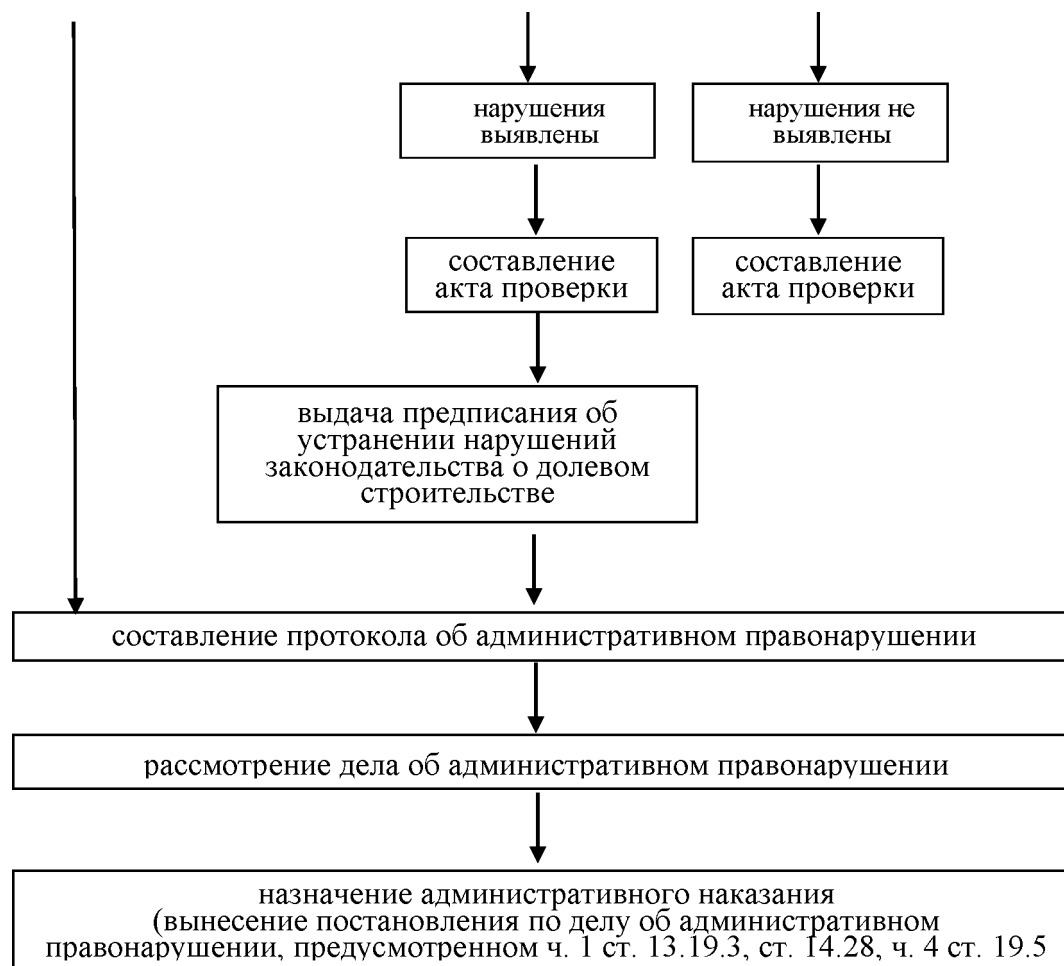 нарушения
выявлены
нарушения не
выявлены
составление
акта проверки
составление
акта проверки
выдача предписания об
устранении нарушений
законодательства о долевом
строительстве
составление протокола об административном правонарушении
рассмотрение дела об административном правонарушении
назначение административного наказания
(вынесение постановления по делу об административном
правонарушении, предусмотренном ч. 1 ст. 13.19.3, ст. 14.28, ч. 4 ст. 19.5